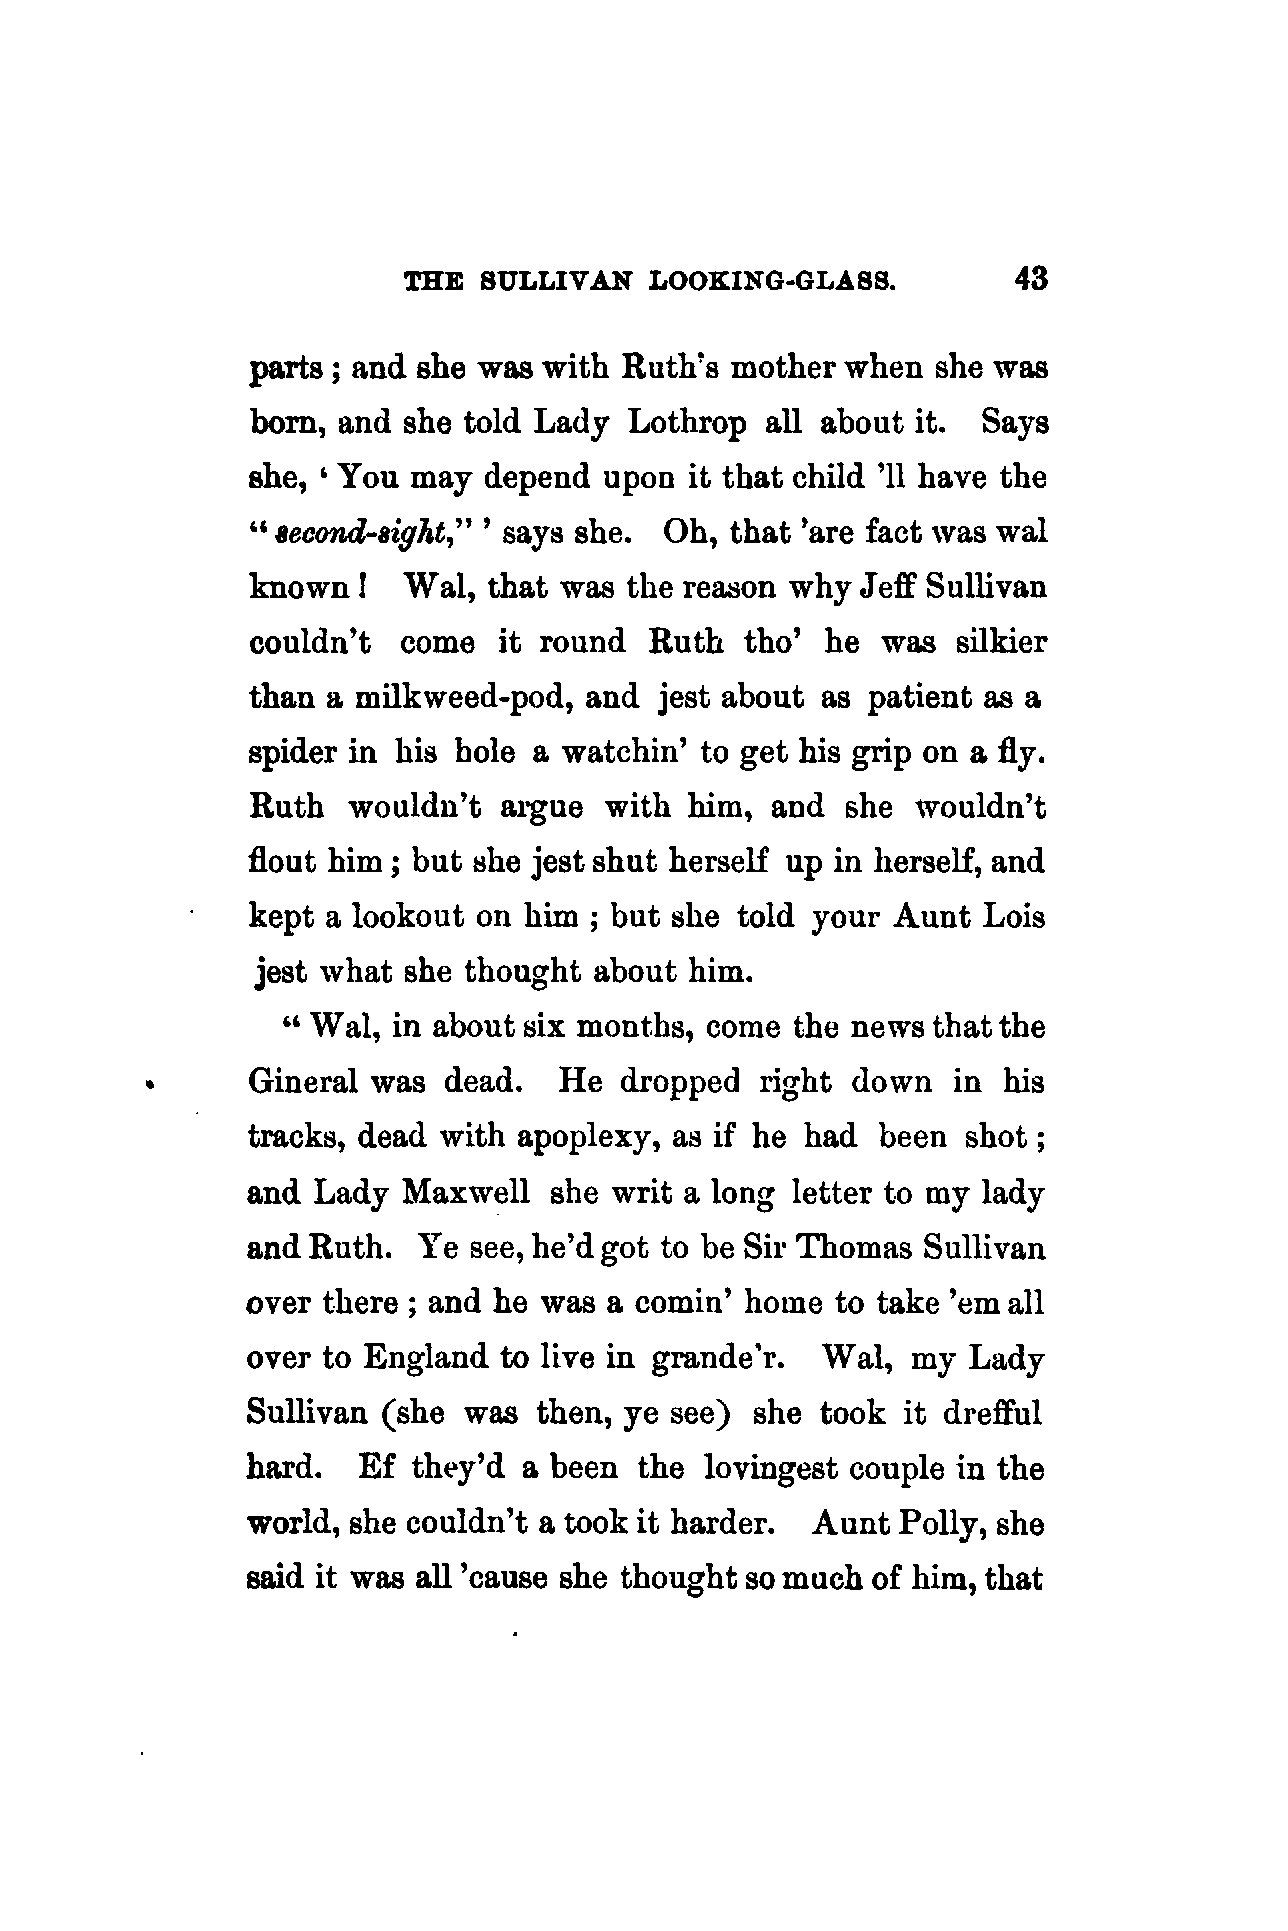 THE SULLIVAN LOOKING-GLASS. 43
parts; and she was with Ruth's mother when she was
born, and she told Lady Lothrop all about it. Says
she, ‘ You may depend upon it that child ’ll have the
“ second-sight,” ’ says she. Oh, that ’are fact was wal
known! Wal, that was the reason why Jeff Sullivan
couldn’t come it round Ruth tho’ he was silkier
than a milkweed-pod, and jest about as patient as a
spider in his hole a watchin’ to get his grip on a fly.
Ruth wouldn’t argue with him, and she wouldn’t
flout him; but she jest shut herself up in herself, and
kept a lookout on him; but she told your Aunt Lois
jest what she thought about him.
“ Wal, in about six months, come the news that the
Gineral was dead. He dropped right down in his
tracks, dead with apoplexy, as if he had been shot;
and Lady Maxwell she writ a long letter to my lady
and Ruth. Ye see, he’d got to be Sir Thomas Sullivan
over there; and he was a comin’ home to take ’em all
over to England to live in grande’r. Wal, my Lady
Sullivan (she was then, ye see) she took it drefful
hard. Ef they’d a been the lovingest couple in the
world, she couldn’t a took it harder. Aunt Polly, she
said it was all ’cause she thought so much of him, that